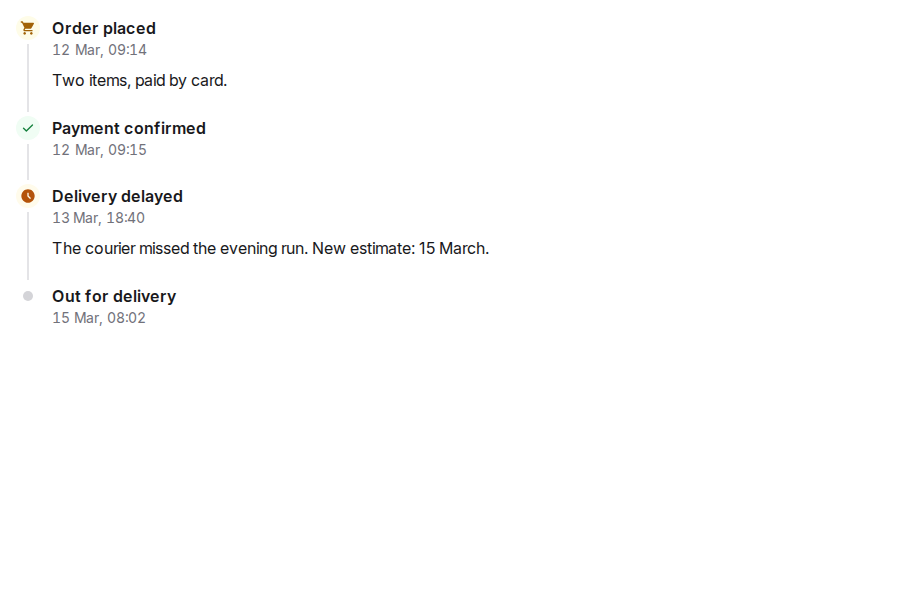 Order placed
12 Mar, 09:14
Two items, paid by card.
Payment confirmed
12 Mar, 09:15
Delivery delayed
13 Mar, 18:40
The courier missed the evening run. New estimate: 15 March.
Out for delivery
15 Mar, 08:02